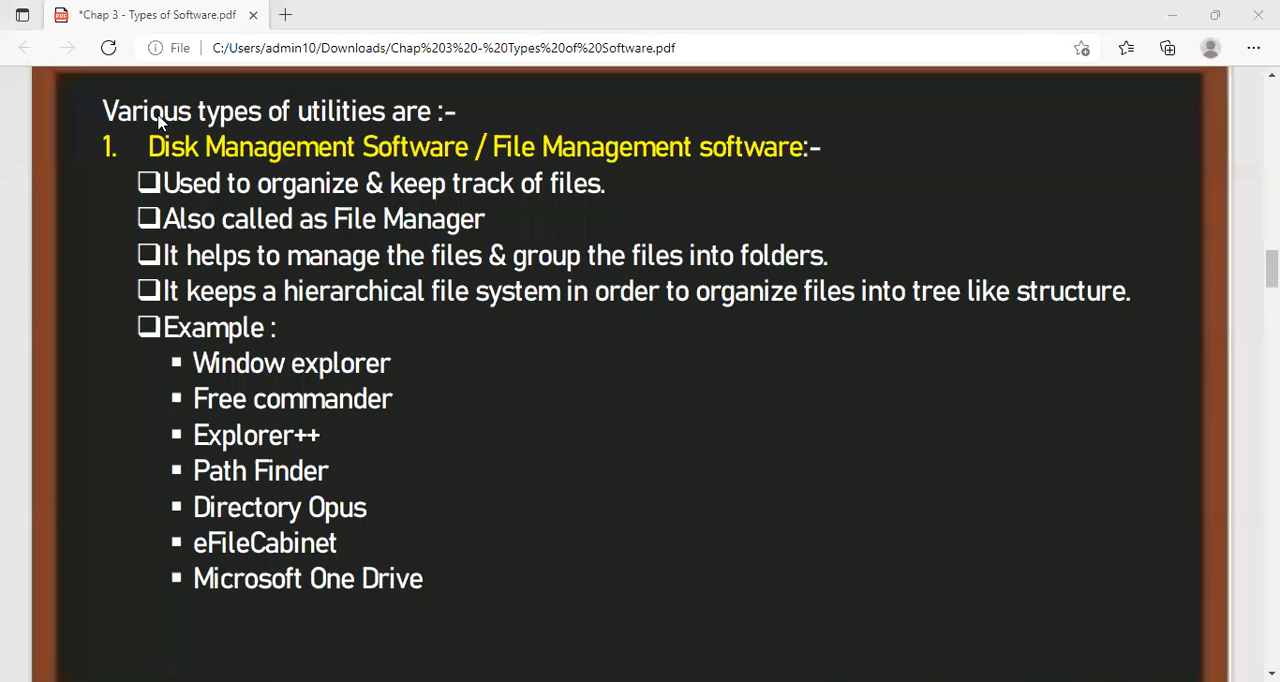 *Chap 3 - Types of Software.pdf
File
C:/Users/admin10/Downloads/Chap%203%20-%20Types%20of%20Software.pdf
Various types of utilities are :-
1. Disk Management Software / File Management software:-
❑Used to organize & keep track of files.
❑Also called as File Manager
❑It helps to manage the files & group the files into folders.
❑It keeps a hierarchical file system in order to organize files into tree like structure.
❑Example :
▪ Window explorer
▪ Free commander
▪ Explorer++
▪ Path Finder
▪ Directory Opus
▪ eFileCabinet
▪ Microsoft One Drive